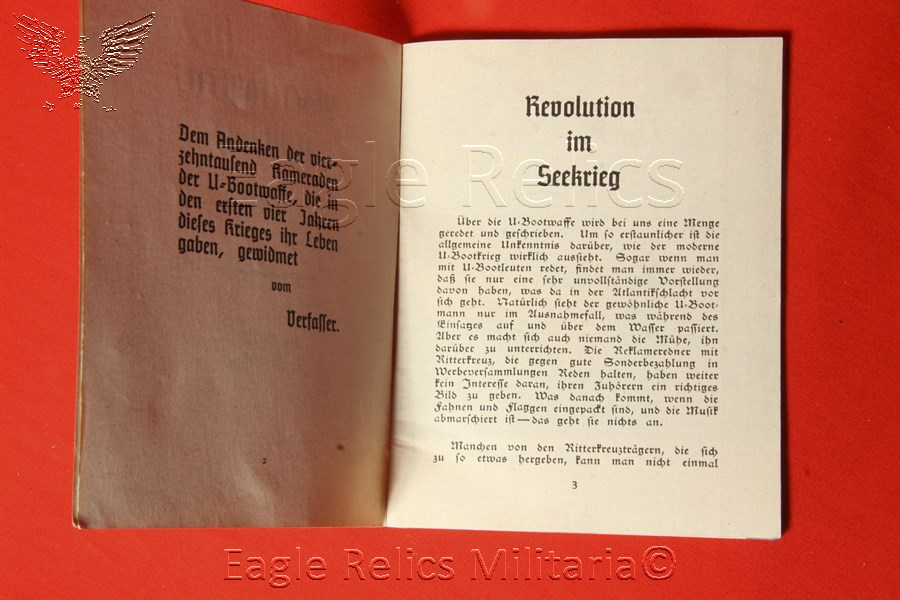 Dem Andenken der vier-
zehntausend Kameraden
der U-Bootwaffe, die in
den ersten vier Jahren
dieses Krieges ihr Leben
gaben, gewidmet
vom
Verfasser.
2
Revolution
im
Seekrieg
Über die U-Bootwaffe wird bei uns eine Menge
geredet und geschrieben. Um so erstaunlicher ist die
allgemeine Unkenntnis darüber, wie der moderne
U-Bootkrieg wirklich aussieht. Sogar wenn man
mit U-Bootleuten redet, findet man immer wieder,
daß sie nur eine sehr unvollständige Vorstellung
davon haben, was da in der Atlantikschlacht vor
sich geht. Natürlich sieht der gewöhnliche U-Boot-
mann nur im Ausnahmefall, was während des
Einsatzes auf und über dem Wasser passiert.
Aber es macht sich auch niemand die Mühe, ihn
darüber zu unterrichten. Die Reklameredner mit
Ritterkreuz, die gegen gute Sonderbezahlung in
Werbeversammlungen Reden halten, haben weiter
kein Interesse daran, ihren Zuhörern ein richtiges
Bild zu geben. Was danach kommt, wenn die
Fahnen und Flaggen eingepackt sind, und die Musik
abmarschiert ist—das geht sie nichts an.
Manchen von den Ritterkreuzträgern, die sich
zu so etwas hergeben, kann man nicht einmal
3
Eagle Relics
Eagle Relics Militaria©